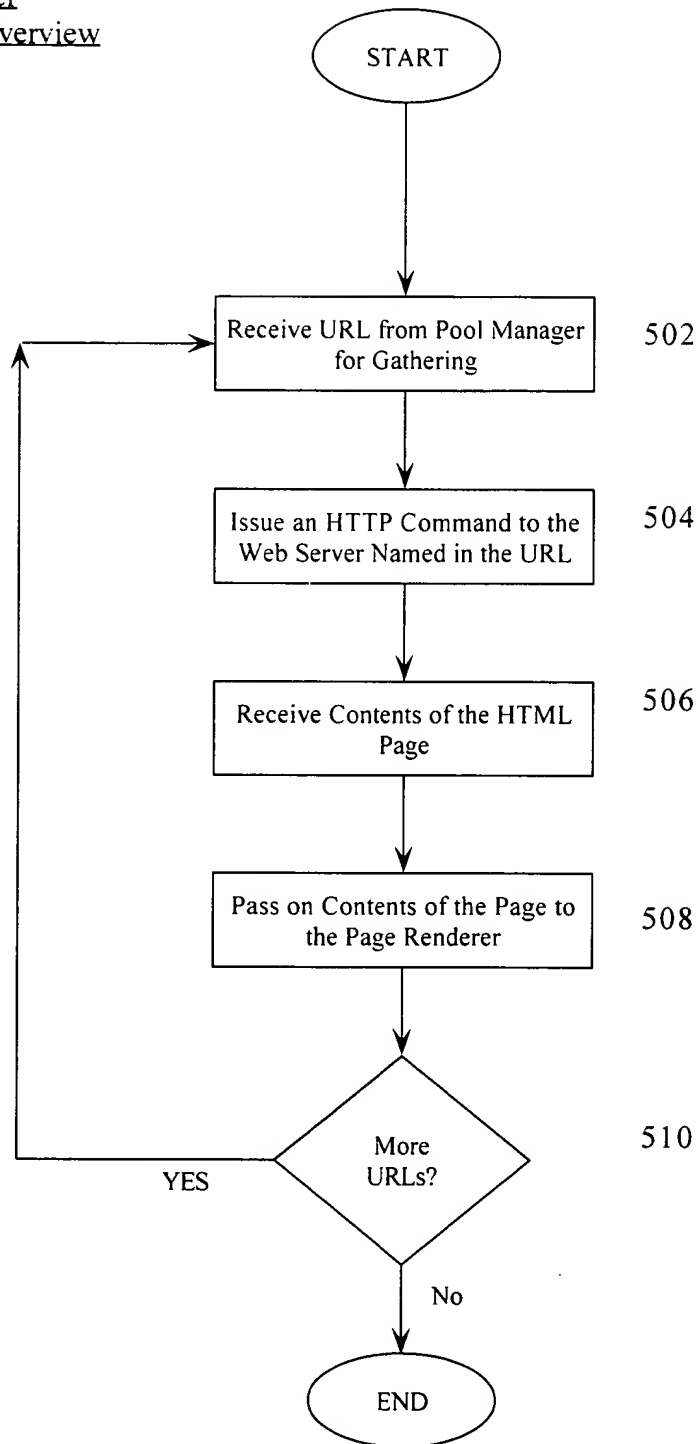 START
Receive URL from Pool Manager
for Gathering
502
Issue an HTTP Command to the
Web Server Named in the URL
504
Receive Contents of the HTML
Page
506
Pass on Contents of the Page to
the Page Renderer
508
More
URLs?
510
YES
No
END